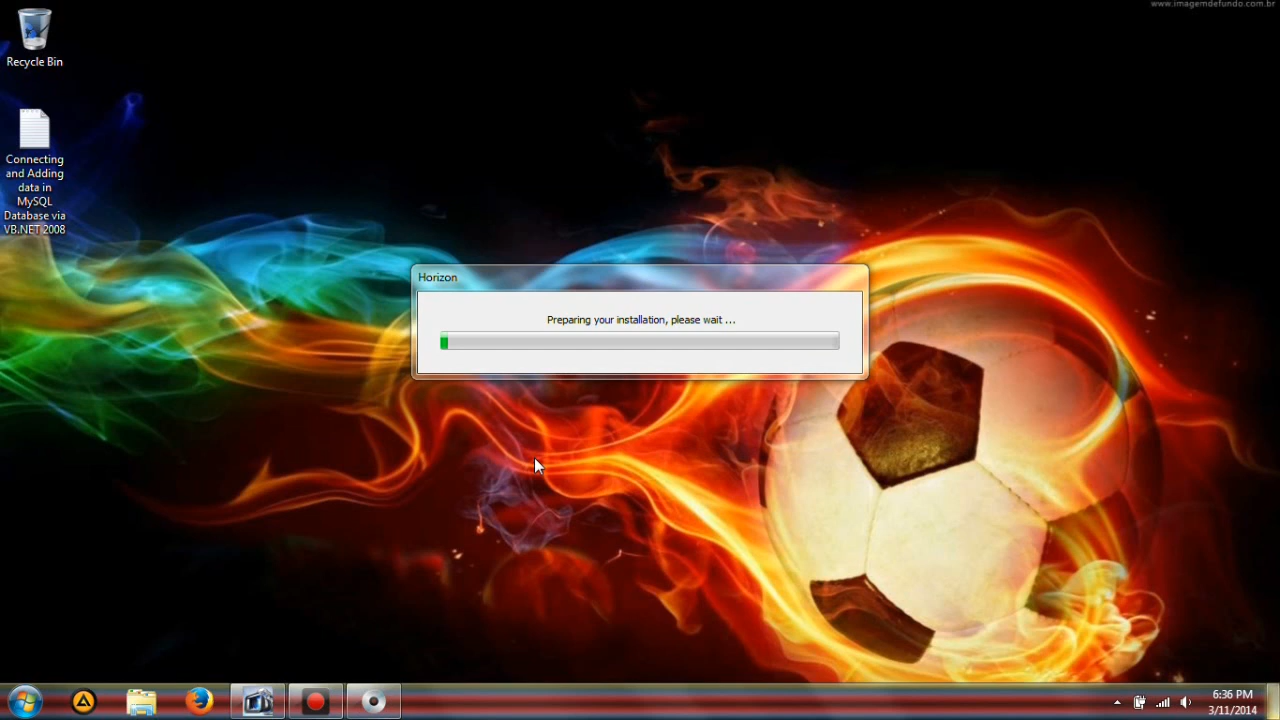 www.imagemdefundo.com.br
Recycle Bin
Connecting
and Adding
data in
MySQL
Database via
VB.NET 2008
Horizon
Preparing your installation, please wait ...
6:36 PM
3/11/2014